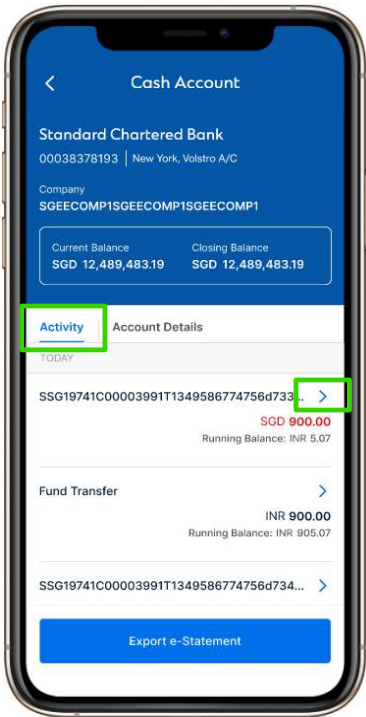 Cash Account
Standard Chartered Bank
00038378193 | New York, Volstro A/C
Company
SGEECOMP1SGEECOMP1SGEECOMP1
Current Balance Closing Balance
SGD 12,489,483.19 SGD 12,489,483.19
Activity Account Details
TODAY
SSG19741C00003991T1349586774756d733...
SGD 900.00
Running Balance: INR 5.07
Fund Transfer
INR 900.00
Running Balance: INR 905.07
SSG19741C00003991T1349586774756d734...
Export e-Statement